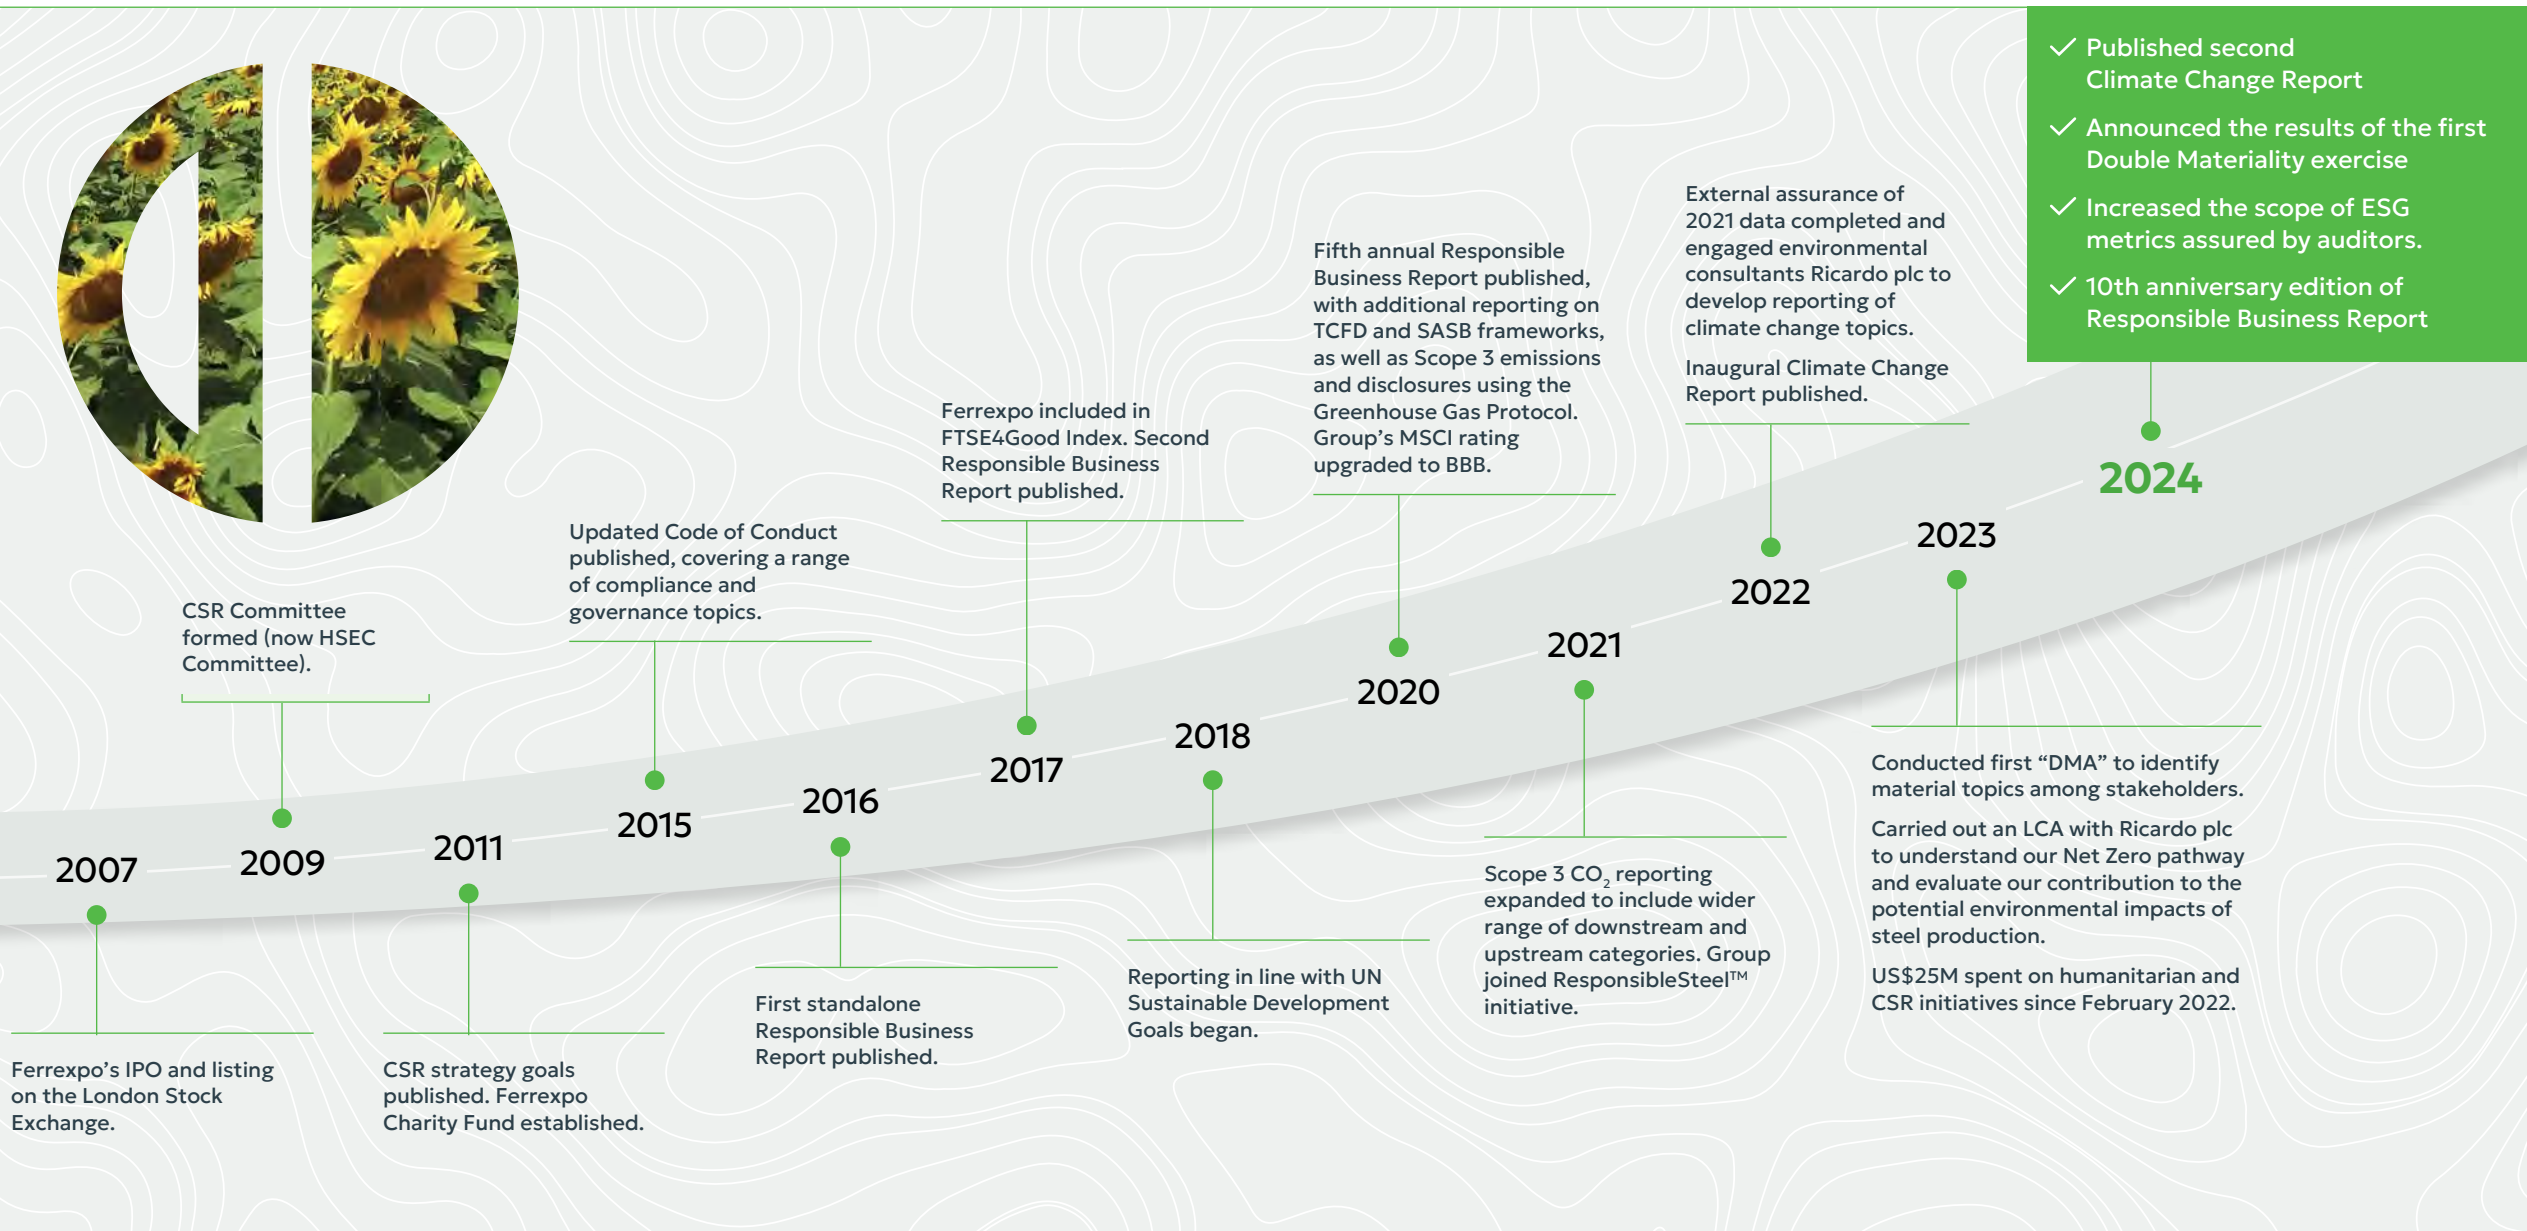 2007
Ferrexpo's IPO and listing
on the London Stock
Exchange.
CSR Committee
formed (now HSEC
Committee).
2009
2011
CSR strategy goals
published. Ferrexpo
Charity Fund established.
Updated Code of Conduct
published, covering a range
of compliance and
governance topics.
2015
2016
First standalone
Responsible Business
Report published.
Ferrexpo included in
FTSE4Good Index. Second
Responsible Business
Report published.
2017
2018
Reporting in line with UN
Sustainable Development
Goals began.
Fifth annual Responsible
Business Report published,
with additional reporting on
TCFD and SASB frameworks,
as well as Scope 3 emissions
and disclosures using the
Greenhouse Gas Protocol.
Group's MSCI rating
upgraded to BBB.
2020
2021
Scope 3 CO₂ reporting
expanded to include wider
range of downstream and
upstream categories. Group
joined ResponsibleSteel™
initiative.
External assurance of
2021 data completed and
engaged environmental
consultants Ricardo plc to
develop reporting of
climate change topics.
Inaugural Climate Change
Report published.
2022
2023
Conducted first “DMA” to identify
material topics among stakeholders.
Carried out an LCA with Ricardo plc
to understand our Net Zero pathway
and evaluate our contribution to the
potential environmental impacts of
steel production.
US$25M spent on humanitarian and
CSR initiatives since February 2022.
Published second
Climate Change Report
Announced the results of the first
Double Materiality exercise
Increased the scope of ESG
metrics assured by auditors.
10th anniversary edition of
Responsible Business Report
2024